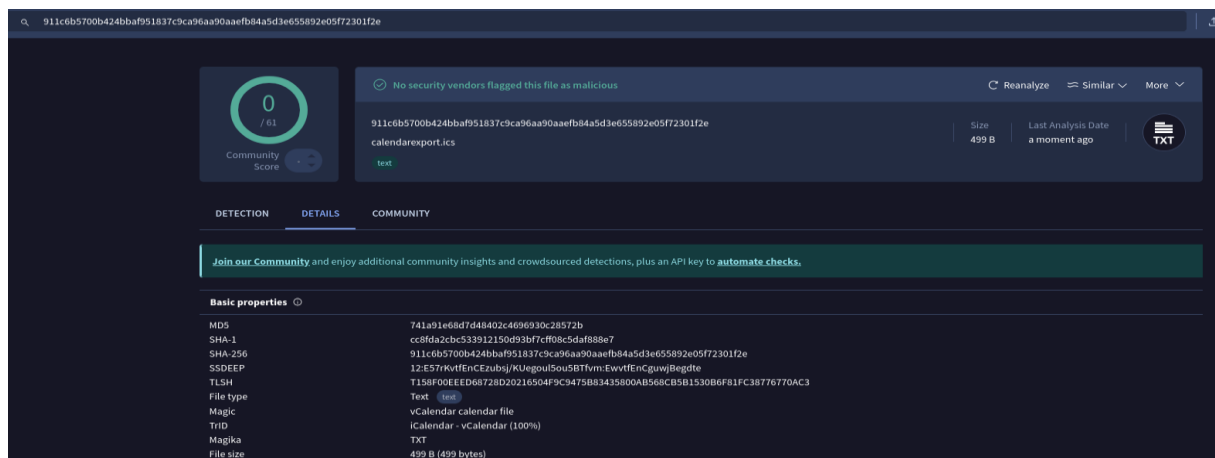 911c6b5700b424bbaf951837c9ca96aa90aaefb84a5d3e655892e05f72301f2e
0
/ 61
Community
Score
-
No security vendors flagged this file as malicious
Reanalyze
Similar
More
911c6b5700b424bbaf951837c9ca96aa90aaefb84a5d3e655892e05f72301f2e
calendarexport.ics
text
Size
499 B
Last Analysis Date
a moment ago
TXT
DETECTION DETAILS COMMUNITY
Join our Community and enjoy additional community insights and crowdsourced detections, plus an API key to automate checks.
Basic properties
MD5 741a91e68d7d48402c4696930c28572b
SHA-1 cc8fda2cbc533912150d93bf7cff08c5daf888e7
SHA-256 911c6b5700b424bbaf951837c9ca96aa90aaefb84a5d3e655892e05f72301f2e
SSDEEP 12:E57rKvtfEnCEzubsj/KUegoul5ou5BTfvm:EwvtfEnCguwjBegdte
TLSH T158F00EEED68728D20216504F9C9475B83435800AB568CB5B1530B6F81FC38776770AC3
File type Text text
Magic vCalendar calendar file
TrID iCalendar - vCalendar (100%)
Magika TXT
File size 499 B (499 bytes)